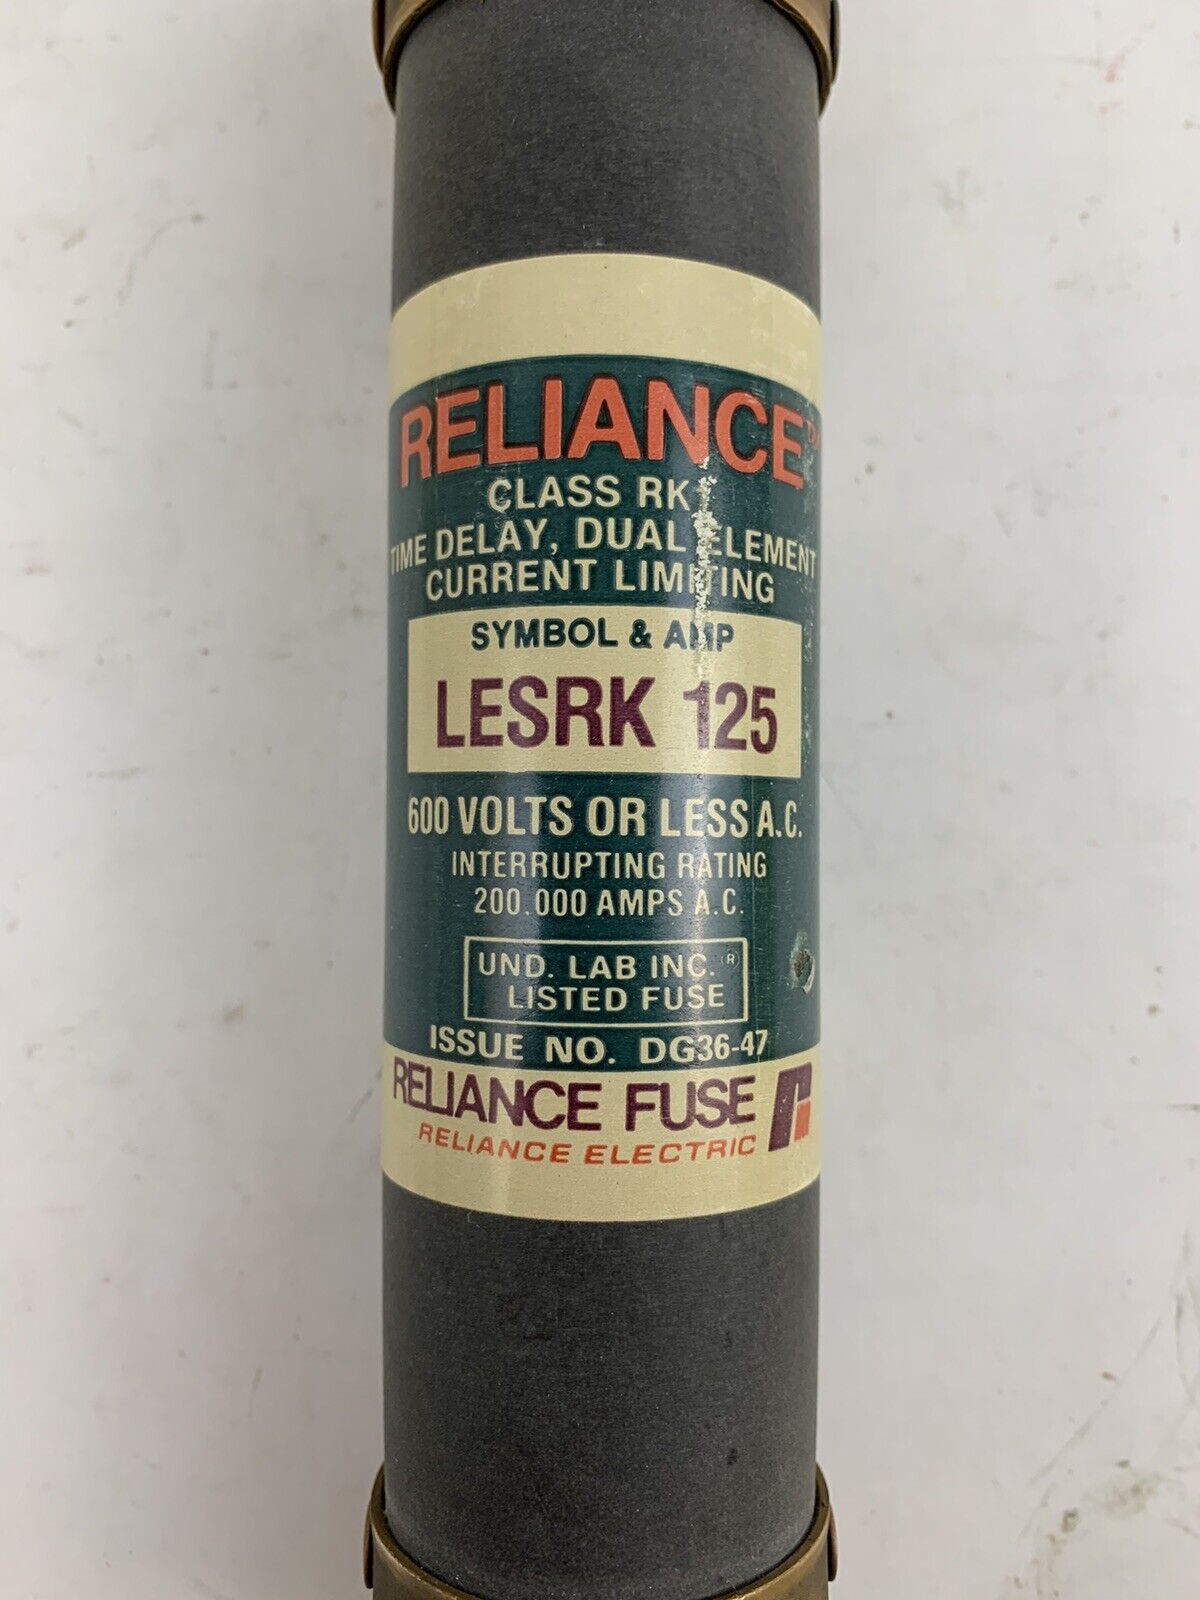 RELIANCE™
CLASS RK
TIME DELAY, DUAL ELEMENT
CURRENT LIMITING
SYMBOL & AMP
LESRK 125
600 VOLTS OR LESS A.C.
INTERRUPTING RATING
200.000 AMPS A.C.
UND. LAB INC.®
LISTED FUSE
ISSUE NO. DG36-47
RELIANCE FUSE
RELIANCE ELECTRIC